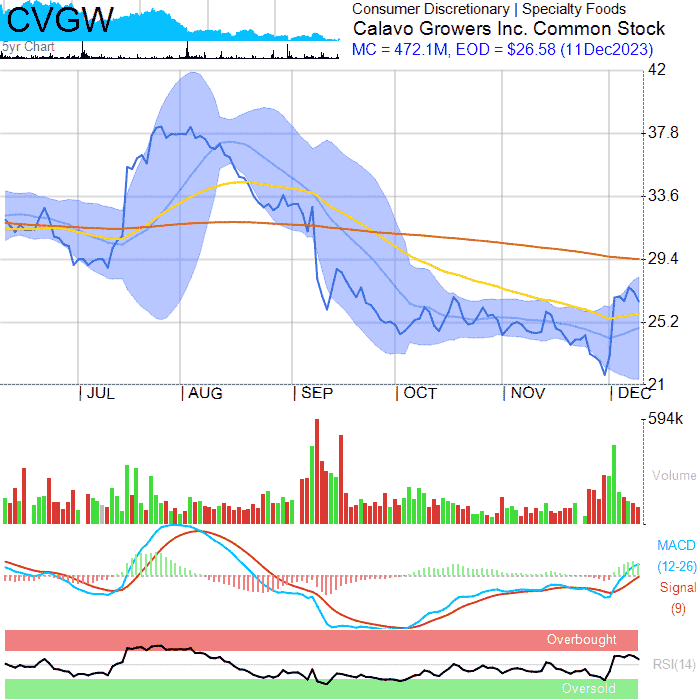 CVGW
5yr Chart
Consumer Discretionary | Specialty Foods
Calavo Growers Inc. Common Stock
MC = 472.1M, EOD = $26.58 (11Dec2023)
42
37.8
33.6
29.4
25.2
21
JUL
AUG
SEP
OCT
NOV
DEC
594k
Volume
MACD
(12-26)
Signal
(9)
Overbought
RSI(14)
Oversold